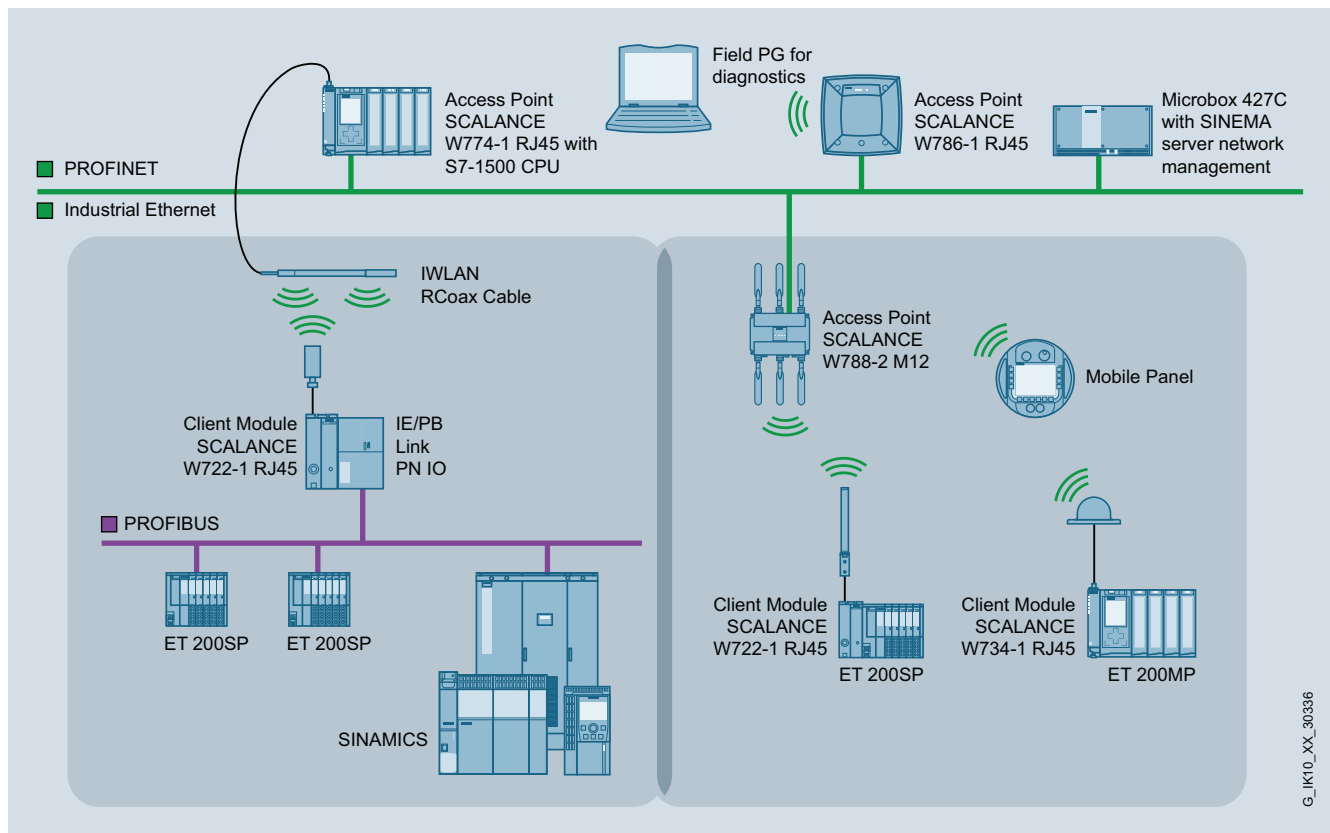 Field PG for
diagnostics
Access Point
SCALANCE
W774-1 RJ45 with
S7-1500 CPU
Access Point
SCALANCE
W786-1 RJ45
Microbox 427C
with SINEMA
server network
management
PROFINET
Industrial Ethernet
IWLAN
RCoax Cable
Access Point
SCALANCE
W788-2 M12
Mobile Panel
Client Module
SCALANCE
W722-1 RJ45
IE/PB
Link
PN IO
PROFIBUS
ET 200SP
ET 200SP
SINAMICS
Client Module
SCALANCE
W722-1 RJ45
ET 200SP
Client Module
SCALANCE
W734-1 RJ45
ET 200MP
G_IK10_XX_30336